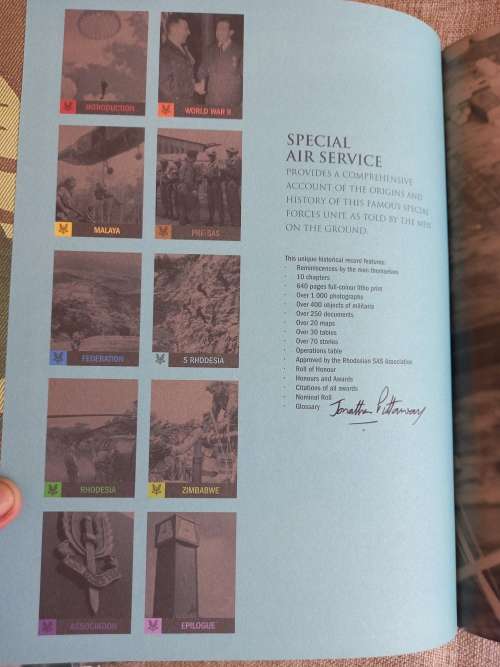 INTRODUCTION
WORLD WAR II
MALAYA
PRE-SAS
FEDERATION
S RHODESIA
RHODESIA
ZIMBABWE
ASSOCIATION
EPILOGUE
SPECIAL
AIR SERVICE
PROVIDES A COMPREHENSIVE
ACCOUNT OF THE ORIGINS AND
HISTORY OF THIS FAMOUS SPECIAL
FORCES UNIT, AS TOLD BY THE MEN
ON THE GROUND.
This unique historical record features:
· Reminiscences by the men themselves
· 10 chapters
· 640 pages full-colour litho print
· Over 1 000 photographs
· Over 400 objects of militaria
· Over 250 documents
· Over 20 maps
· Over 30 tables
· Over 70 stories
· Operations table
· Approved by the Rhodesian SAS Association
· Roll of Honour
· Honours and Awards
· Citations of all awards
· Nominal Roll
· Glossary
Jonathan Pittaway